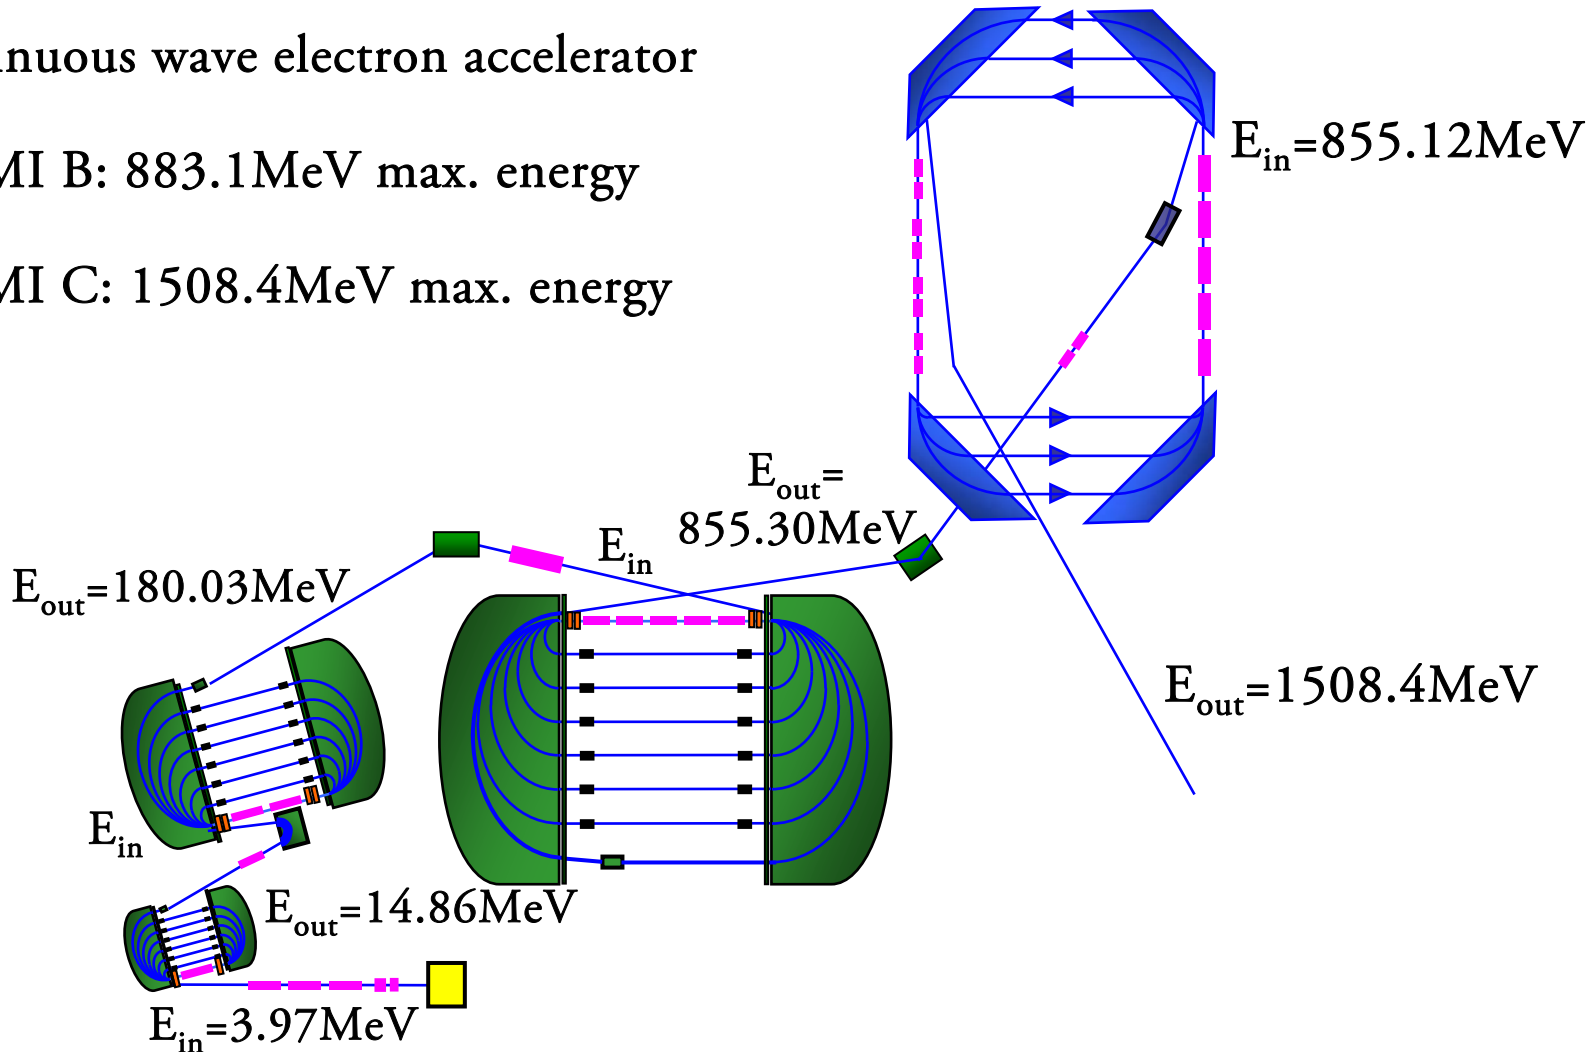 nuous wave electron accelerator
MI B: 883.1MeV max. energy
MI C: 1508.4MeV max. energy
Ein=855.12MeV
Eout=
855.30MeV
Ein
Eout=180.03MeV
Eout=1508.4MeV
Ein
Eout=14.86MeV
Ein=3.97MeV